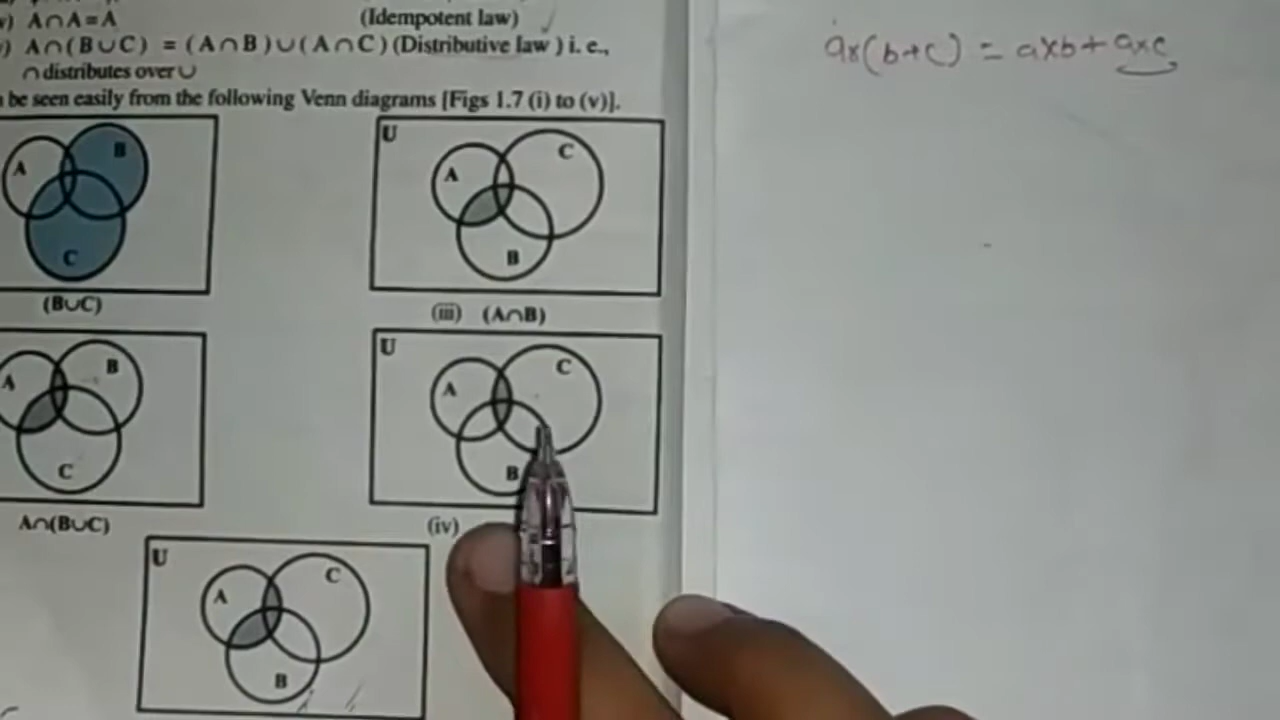 ) A∩A=A (Idempotent law)
) A∩(B∪C) = (A∩B)∪(A∩C) (Distributive law) i. e.,
∩ distributes over ∪
be seen easily from the following Venn diagrams [Figs 1.7 (i) to (v)].
a×(b+c) = a×b+a×c
A B C
(B∪C)
U A C B
(iii) (A∩B)
A B C
A∩(B∪C)
U A C B
(iv)
U A C B